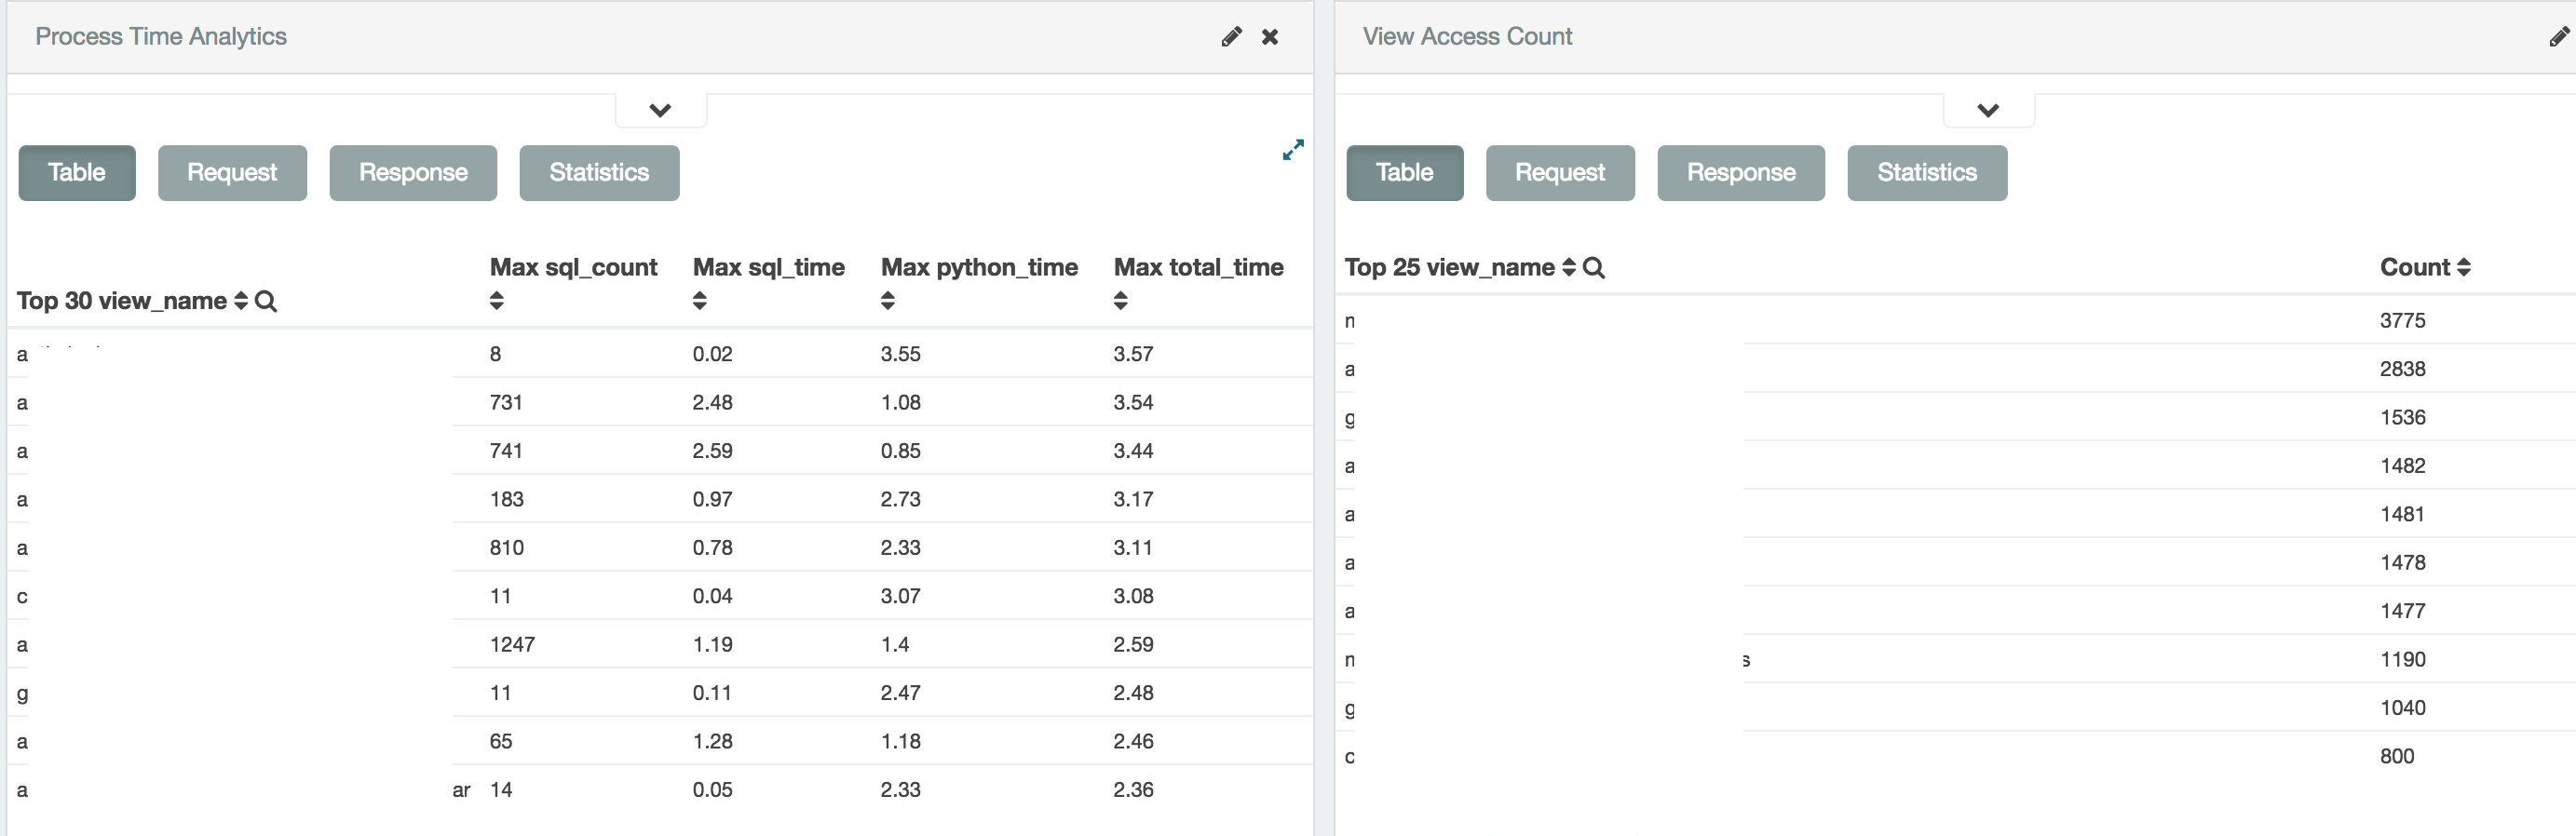 Process Time Analytics
Table Request Response Statistics
Top 30 view_name Max sql_count Max sql_time Max python_time Max total_time
a 8 0.02 3.55 3.57
a 731 2.48 1.08 3.54
a 741 2.59 0.85 3.44
a 183 0.97 2.73 3.17
a 810 0.78 2.33 3.11
c 11 0.04 3.07 3.08
a 1247 1.19 1.4 2.59
g 11 0.11 2.47 2.48
a 65 1.28 1.18 2.46
a ar 14 0.05 2.33 2.36
View Access Count
Table Request Response Statistics
Top 25 view_name Count
n 3775
a 2838
g 1536
a 1482
a 1481
a 1478
a 1477
n s 1190
g 1040
c 800